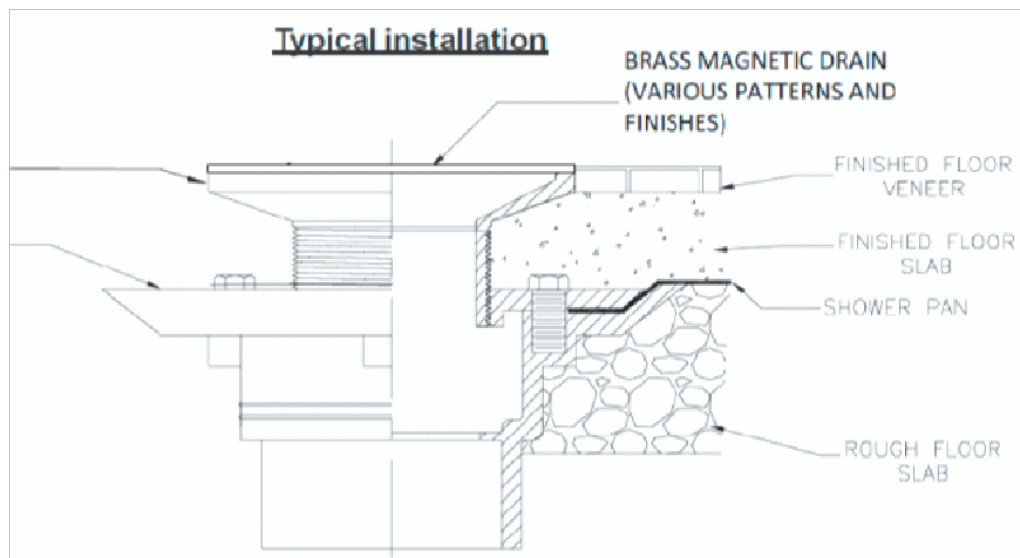 Typical installation
BRASS MAGNETIC DRAIN
(VARIOUS PATTERNS AND
FINISHES)
FINISHED FLOOR
VENEER
FINISHED FLOOR
SLAB
SHOWER PAN
ROUGH FLOOR
SLAB